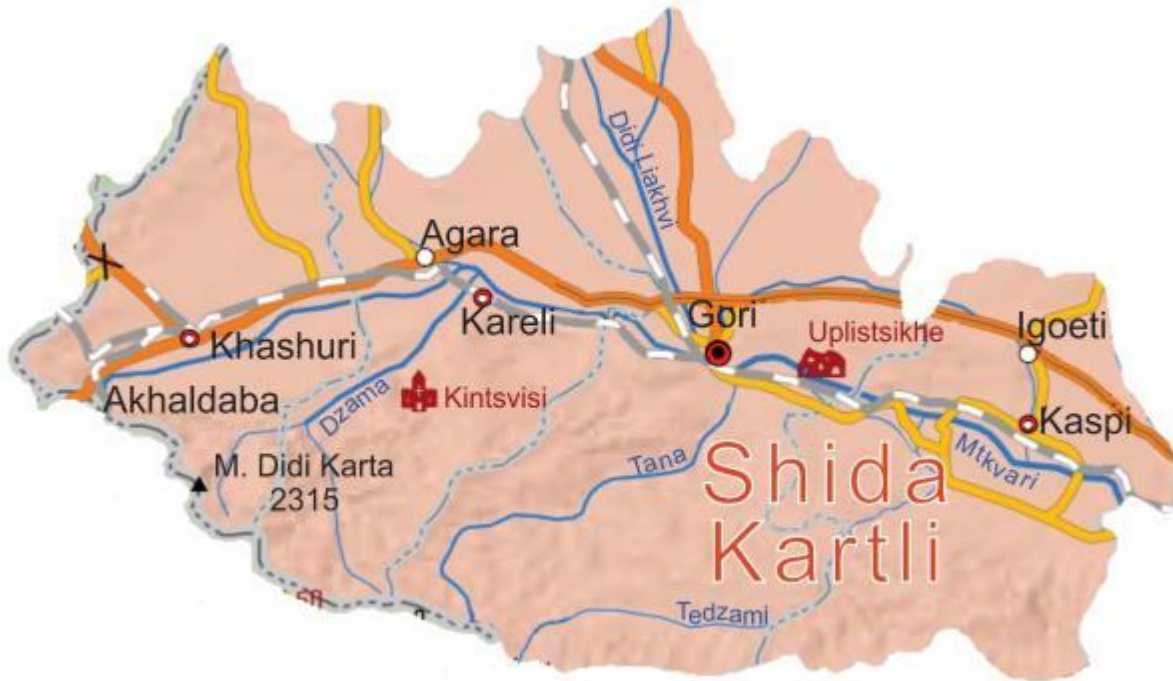 Didi Liakhvi
Agara
Kareli
Gori
Uplistsikhe
Igoeti
Khashuri
Akhaldaba
Dzama
Kintsvisi
Kaspi
M. Didi Karta
2315
Tana
Mtkvari
Shida
Kartli
Tedzami